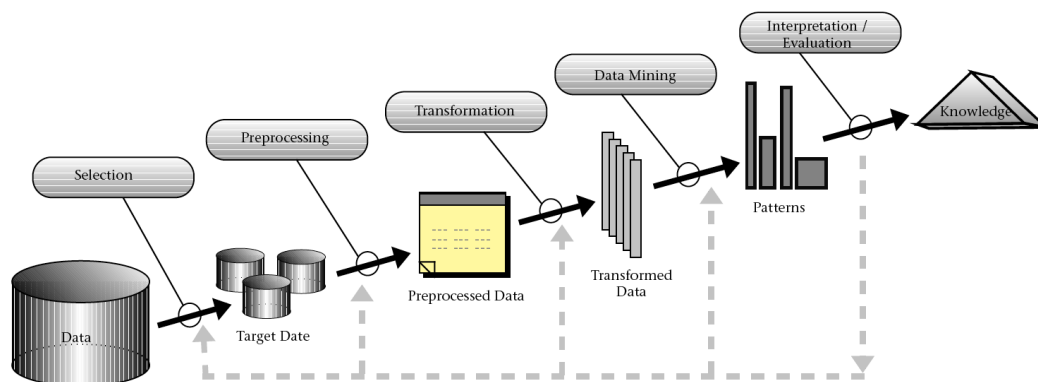 Interpretation /
Evaluation
Data Mining
Transformation
Preprocessing
Selection
Data
Target Date
Preprocessed Data
Transformed
Data
Patterns
Knowledge